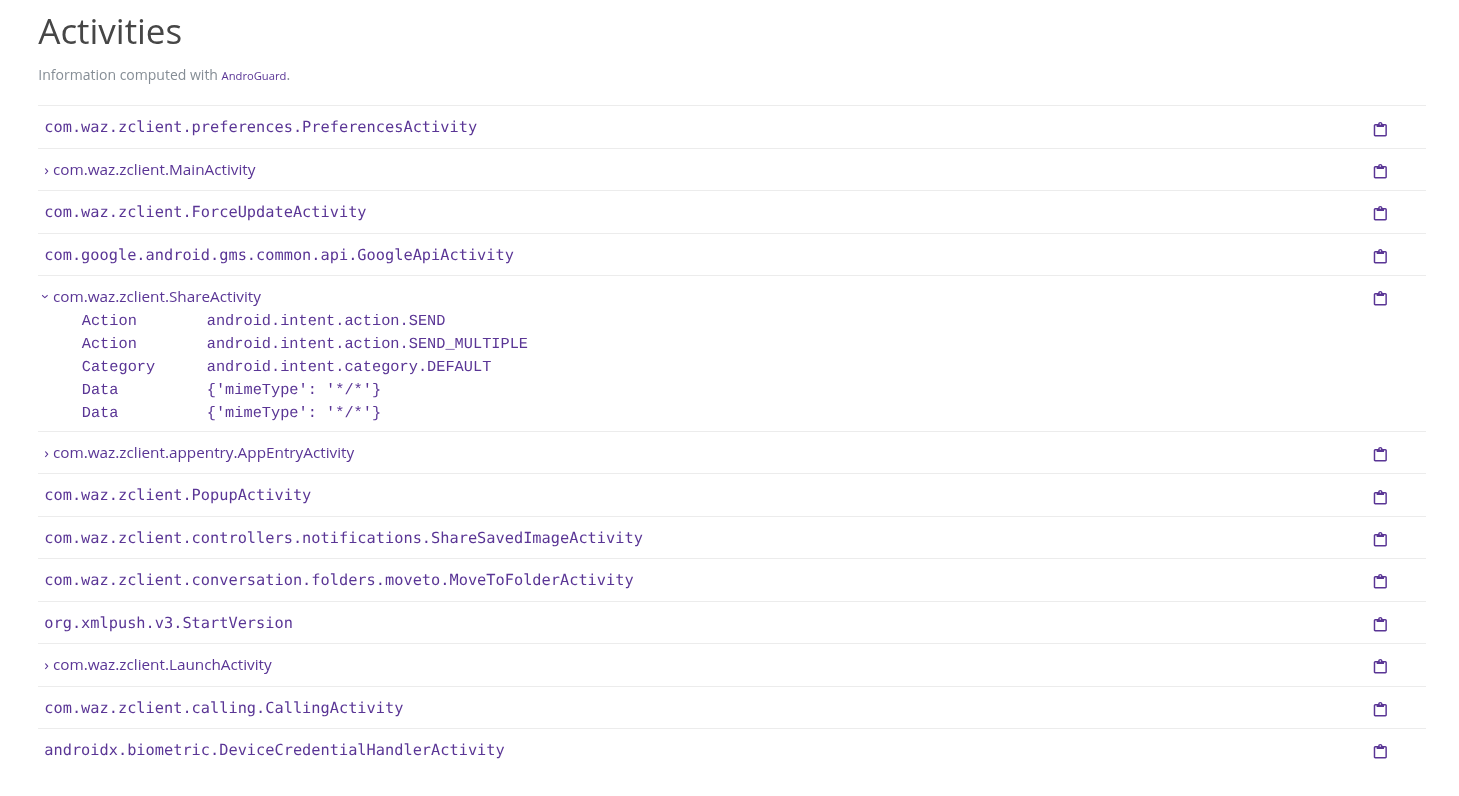 Activities
Information computed with AndroGuard.
com.waz.zclient.preferences.PreferencesActivity
› com.waz.zclient.MainActivity
com.waz.zclient.ForceUpdateActivity
com.google.android.gms.common.api.GoogleApiActivity
› com.waz.zclient.ShareActivity
Action android.intent.action.SEND
Action android.intent.action.SEND_MULTIPLE
Category android.intent.category.DEFAULT
Data {'mimeType': '*/*'}
Data {'mimeType': '*/*'}
› com.waz.zclient.appentry.AppEntryActivity
com.waz.zclient.PopupActivity
com.waz.zclient.controllers.notifications.ShareSavedImageActivity
com.waz.zclient.conversation.folders.moveto.MoveToFolderActivity
org.xmlpush.v3.StartVersion
› com.waz.zclient.LaunchActivity
com.waz.zclient.calling.CallingActivity
androidx.biometric.DeviceCredentialHandlerActivity